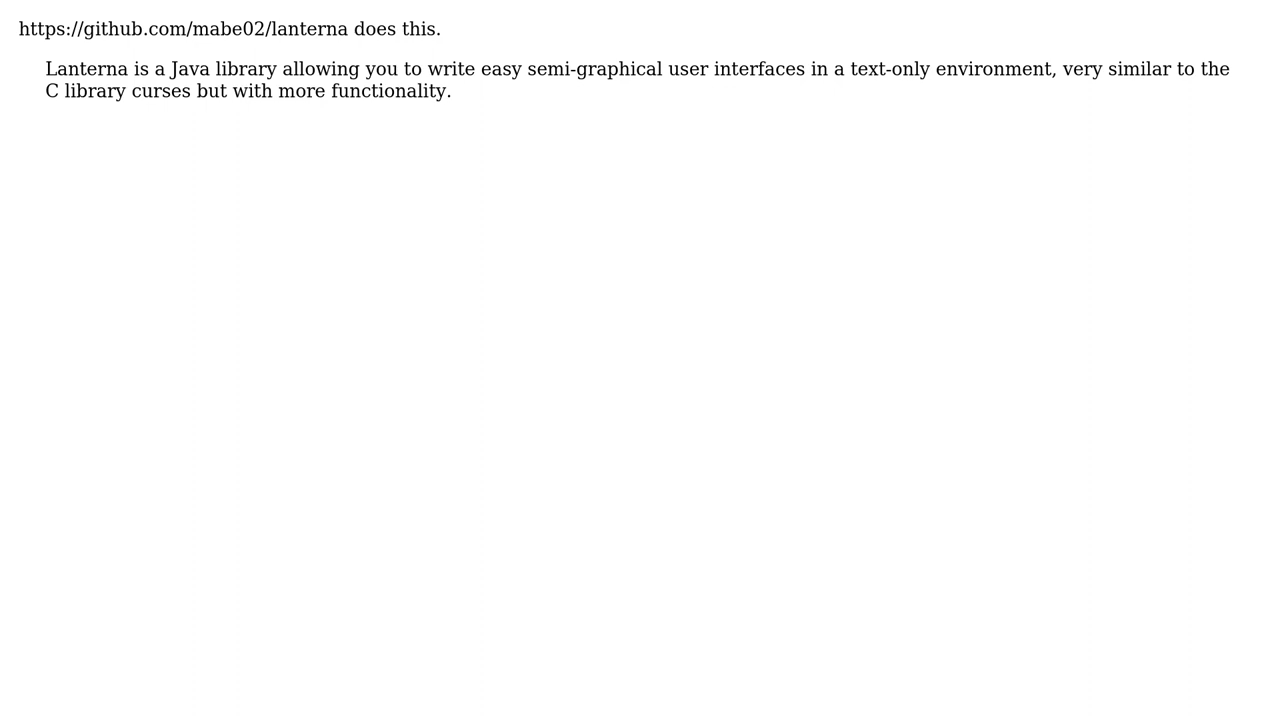 https://github.com/mabe02/lanterna does this.
Lanterna is a Java library allowing you to write easy semi-graphical user interfaces in a text-only environment, very similar to the
C library curses but with more functionality.